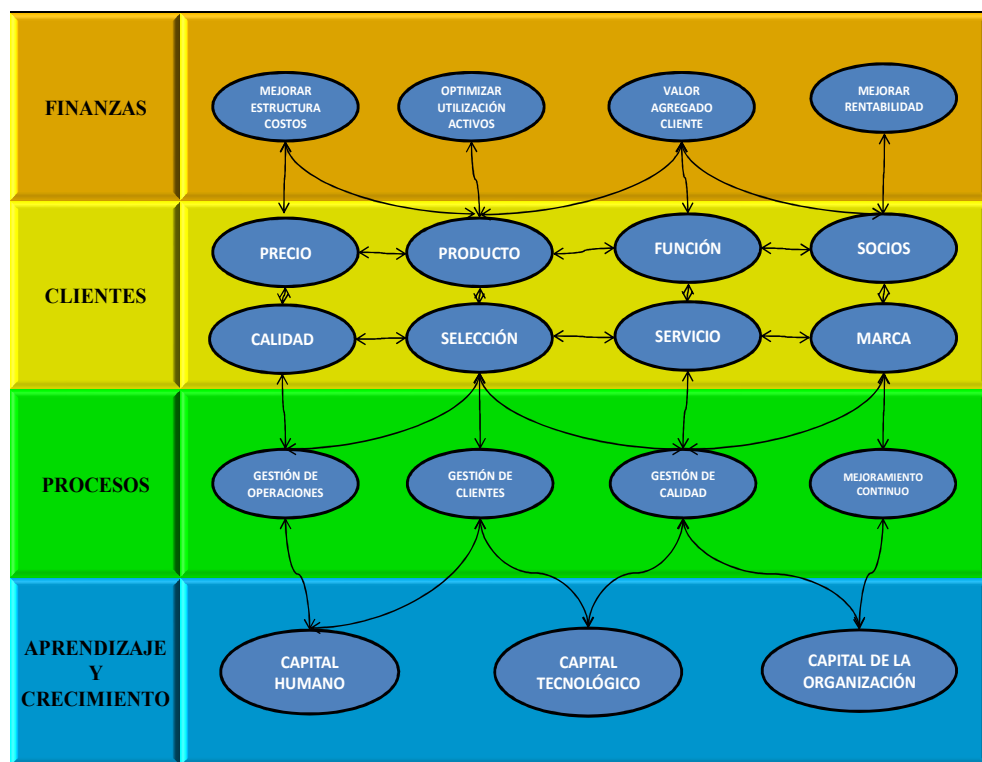 FINANZAS
MEJORAR
ESTRUCTURA
COSTOS
OPTIMIZAR
UTILIZACIÓN
ACTIVOS
VALOR
AGREGADO
CLIENTE
MEJORAR
RENTABILIDAD
CLIENTES
PRECIO
PRODUCTO
FUNCIÓN
SOCIOS
CALIDAD
SELECCIÓN
SERVICIO
MARCA
PROCESOS
GESTIÓN DE
OPERACIONES
GESTIÓN DE
CLIENTES
GESTIÓN DE
CALIDAD
MEJORAMIENTO
CONTINUO
APRENDIZAJE
Y
CRECIMIENTO
CAPITAL
HUMANO
CAPITAL
TECNOLÓGICO
CAPITAL DE LA
ORGANIZACIÓN